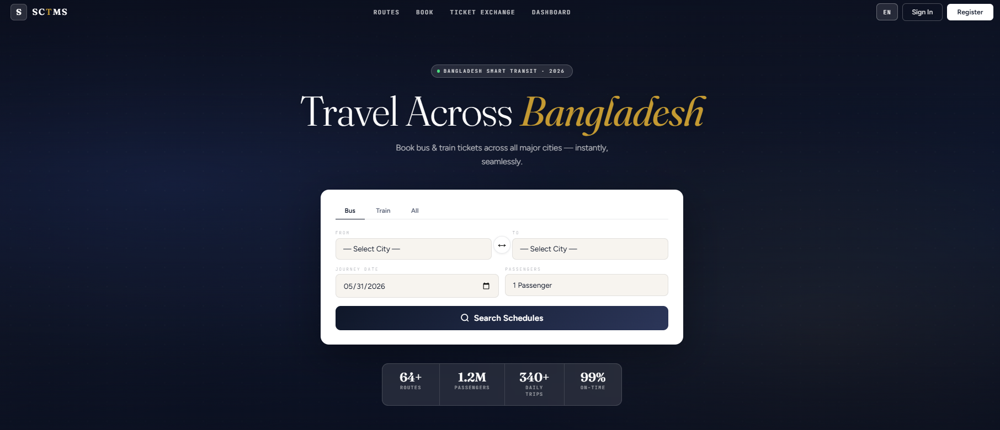 S SCTMS
ROUTES BOOK TICKET EXCHANGE DASHBOARD
EN Sign In Register
BANGLADESH SMART TRANSIT · 2026
Travel Across Bangladesh
Book bus & train tickets across all major cities — instantly,
seamlessly.
Bus Train All
FROM TO
— Select City — — Select City —
JOURNEY DATE PASSENGERS
05/31/2026 1 Passenger
Search Schedules
64+ 1.2M 340+ 99%
ROUTES PASSENGERS DAILY ON-TIME
TRIPS